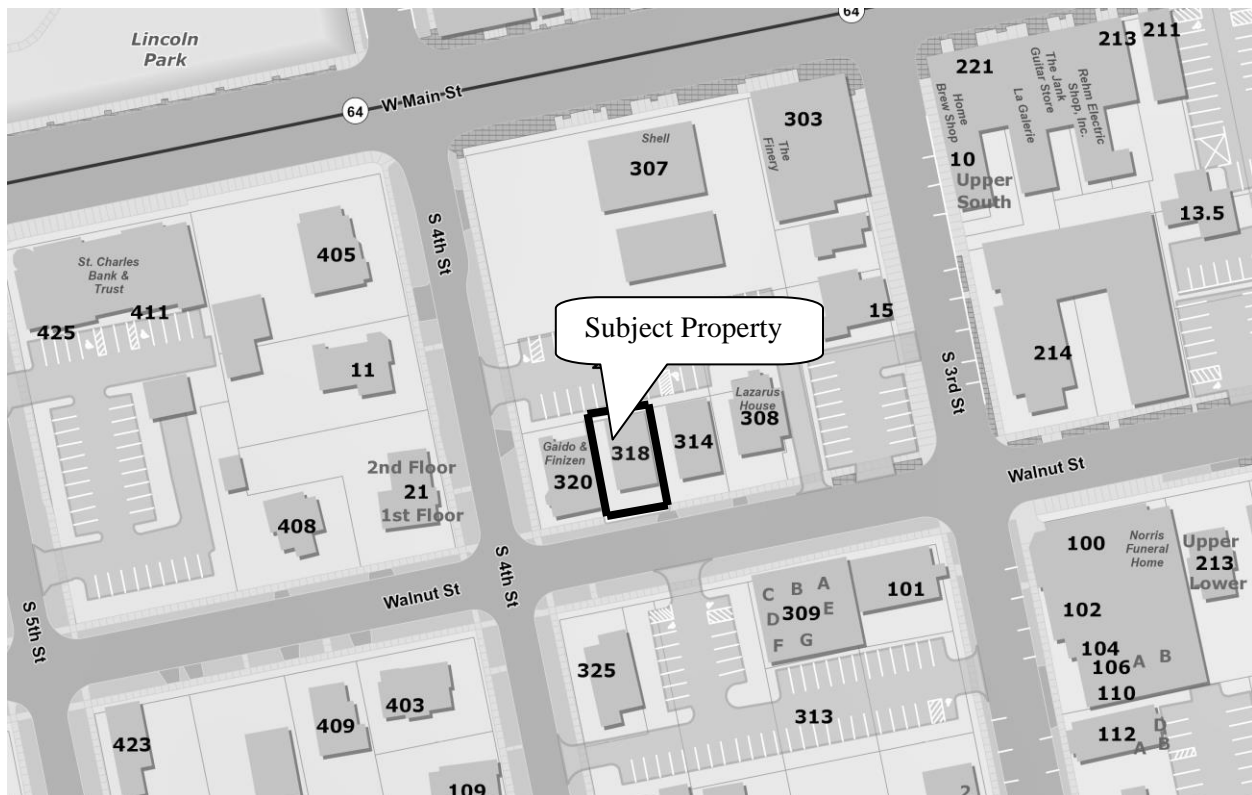 64
Lincoln
Park
W Main St
64
S 4th St
307
Shell
303
The
Finery
221
Home
Brew Shop
La Galerie
The Jank
Guitar Store
Rehm Electric
Shop, Inc.
213
211
10
Upper
South
13.5
St. Charles
Bank &
Trust
425
411
405
11
15
214
S 3rd St
Subject Property
Gaido &
Finizen
320
318
314
Lazarus
House
308
Walnut St
2nd Floor
21
1st Floor
408
S 5th St
Walnut St
S 4th St
423
409
403
109
325
C B A
D 309 E
F G
101
313
100
Norris
Funeral
Home
Upper
213
Lower
102
104
106 A B
110
112
A
D
B
2